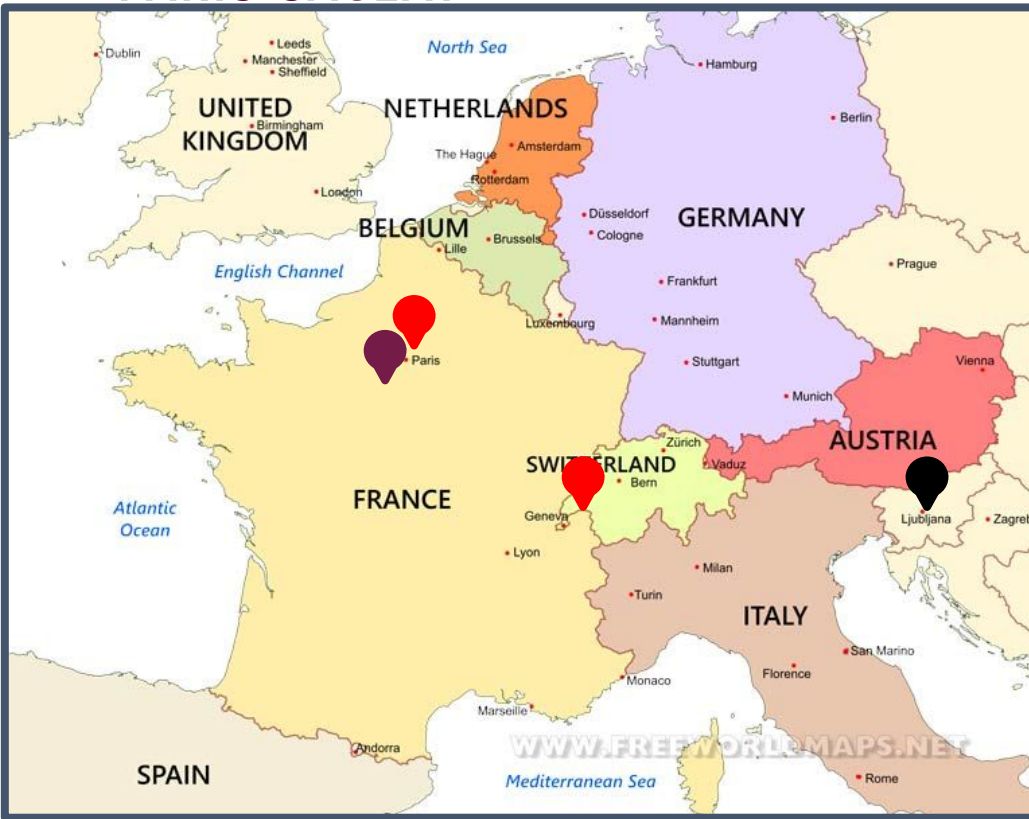 Dublin
Leeds
Manchester
Sheffield
UNITED
KINGDOM
Birmingham
London
North Sea
NETHERLANDS
Amsterdam
The Hague
Rotterdam
Hamburg
Berlin
BELGIUM
Lille
Brussels
Düsseldorf
Cologne
GERMANY
English Channel
Frankfurt
Prague
Luxembourg
Mannheim
Paris
Stuttgart
Vienna
Munich
AUSTRIA
Zürich
SWITZERLAND
Vaduz
Bern
FRANCE
Atlantic
Ocean
Geneva
Ljubljana
Zagreb
Lyon
Milan
Turin
ITALY
San Marino
Florence
Monaco
Marseille
Andorra
WWW.FREEWORLDMAPS.NET
SPAIN
Mediterranean Sea
Rome